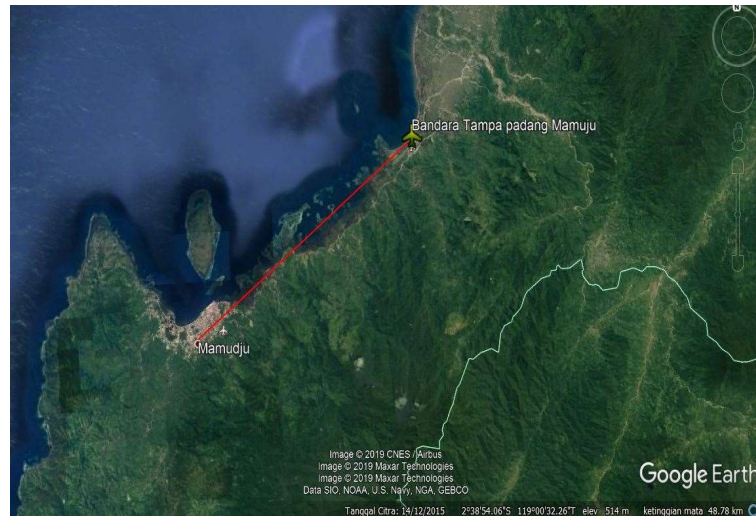 N
Bandara Tampa padang Mamuju
Mamudju
Image © 2019 CNES / Airbus
Image © 2019 Maxar Technologies
Image © 2019 Maxar Technologies
Data SIO, NOAA, U.S. Navy, NGA, GEBCO
Google Earth
Tanggal Citra: 14/12/2015 2°38'54.06"S 119°00'32.26"T elev 514 m ketinggian mata 48.78 km